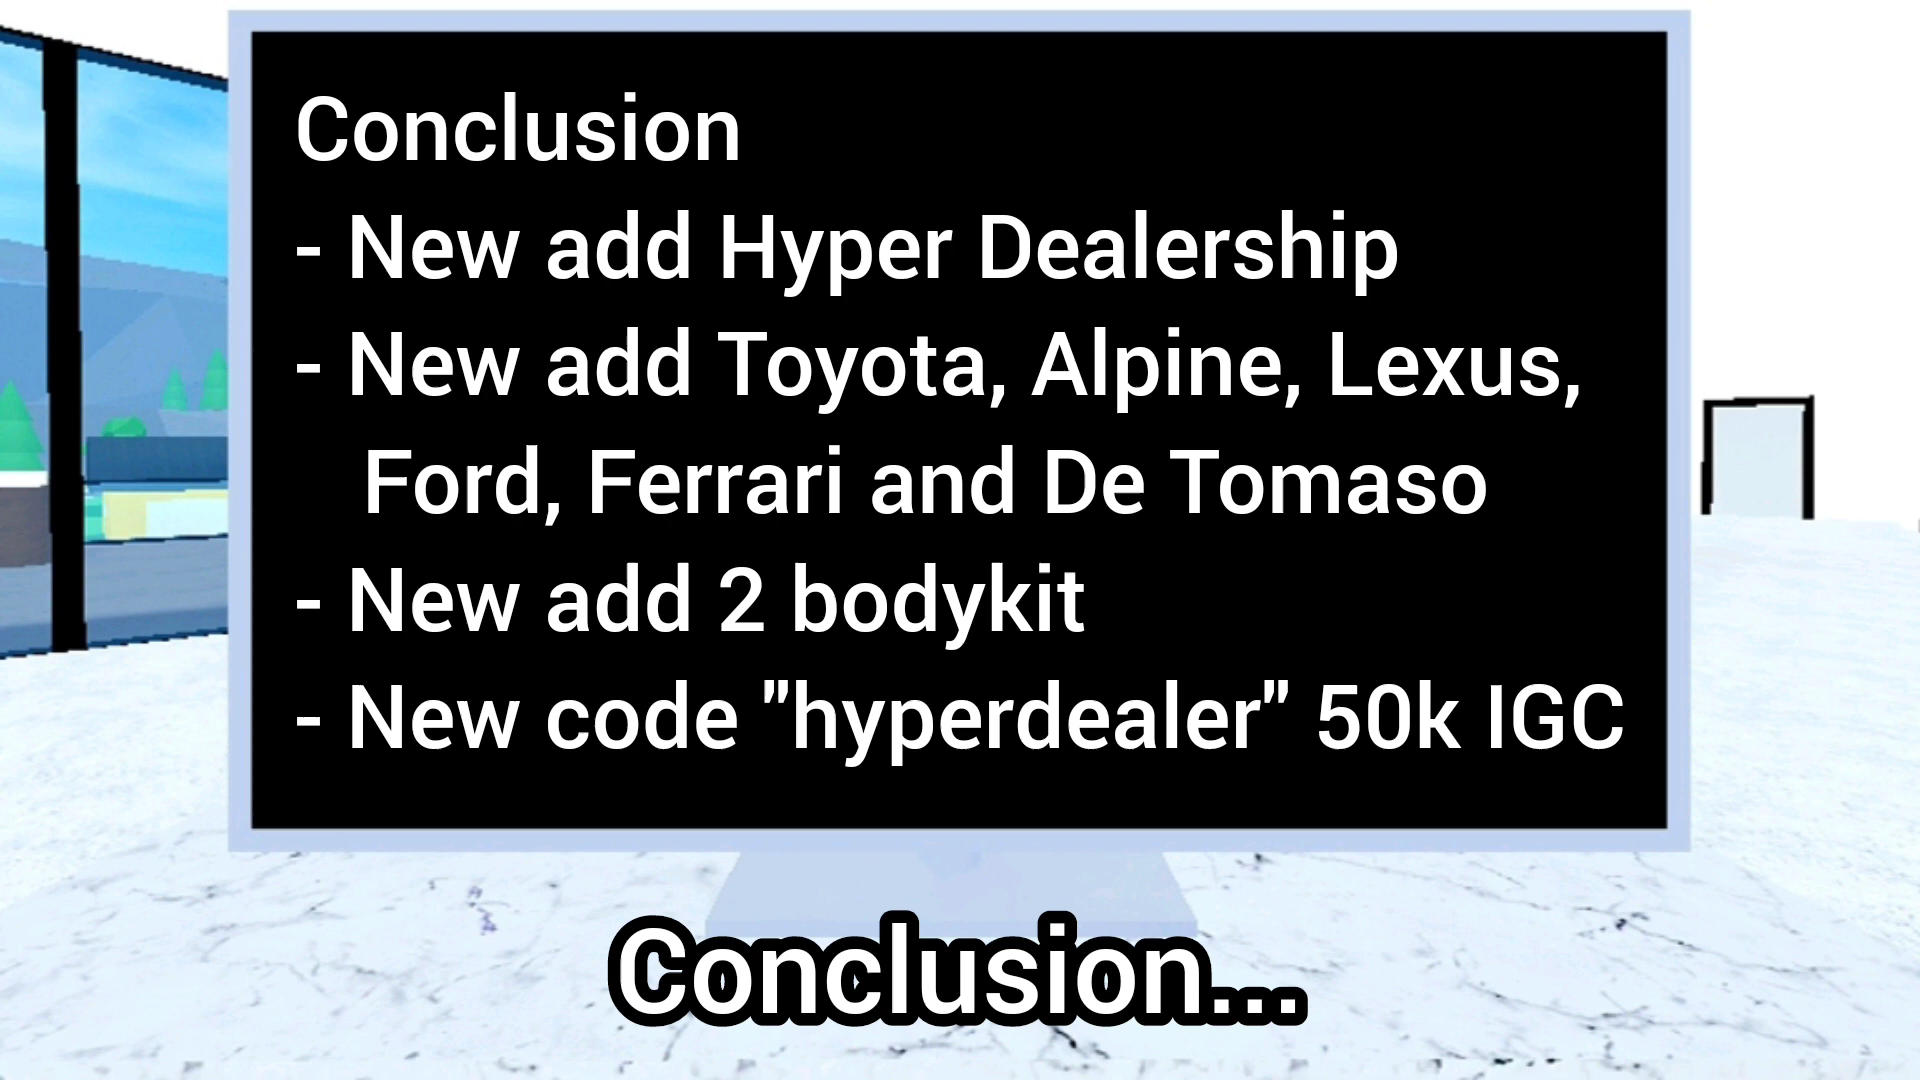 Conclusion
- New add Hyper Dealership
- New add Toyota, Alpine, Lexus,
Ford, Ferrari and De Tomaso
- New add 2 bodykit
- New code "hyperdealer" 50k IGC
Conclusion...